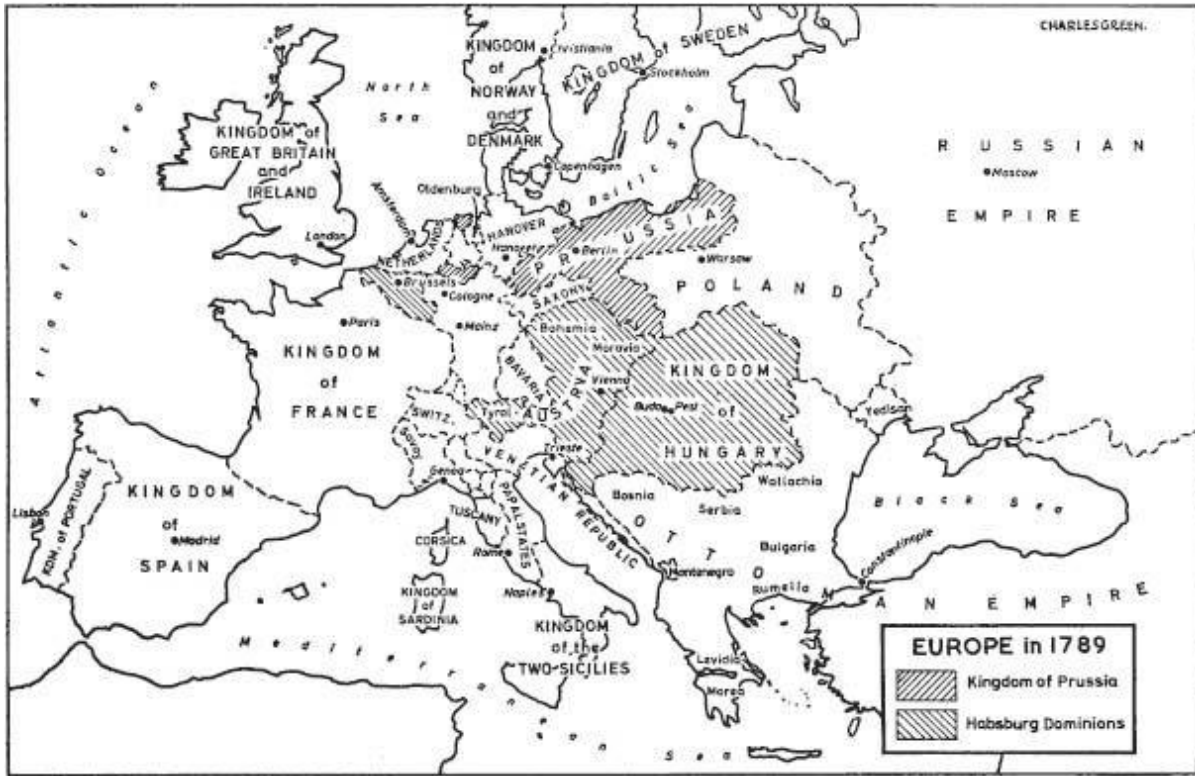 CHARLES GREEN.
KINGDOM
of
NORWAY
and
DENMARK
Christiania
KINGDOM of SWEDEN
Stockholm
North
Sea
Atlantic Ocean
KINGDOM of
GREAT BRITAIN
and
IRELAND
London
RUSSIAN
Moscow
EMPIRE
Copenhagen
Baltic Sea
Oldenburg
Amsterdam
HANOVER
Hanover
NETHERLANDS
PRUSSIA
Berlin
Warsaw
POLAND
Brussels
Cologne
SAXONY
Mainz
Paris
KINGDOM
of
FRANCE
Bohemia
Moravia
BAVARIA
Vienna
AUSTRIA
Tyrol
KINGDOM
of
HUNGARY
Buda
Pest
Yedisan
SWITZ.
Savoy
VENETIAN REPUBLIC
Trieste
Genoa
Wallachia
Bosnia
Serbia
Black Sea
KDM. of PORTUGAL
Lisbon
KINGDOM
of
SPAIN
Madrid
TUSCANY
PAPAL STATES
CORSICA
Rome
Montenegro
Bulgaria
Rumelia
Constantinople
OTTOMAN EMPIRE
KINGDOM
of
SARDINIA
Naples
KINGDOM
of the
TWO SICILIES
Mediterranean Sea
Lavidia
Morea
EUROPE in 1789
Kingdom of Prussia
Habsburg Dominions